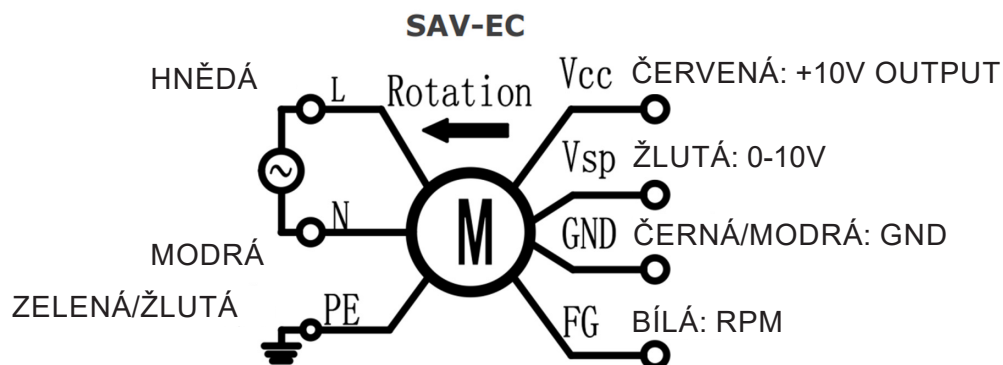 SAV-EC
HNĚDÁ
L
Rotation
Vcc ČERVENÁ: +10V OUTPUT
Vsp ŽLUTÁ: 0-10V
N
M
GND ČERNÁ/MODRÁ: GND
MODRÁ
ZELENÁ/ŽLUTÁ
PE
FG BÍLÁ: RPM